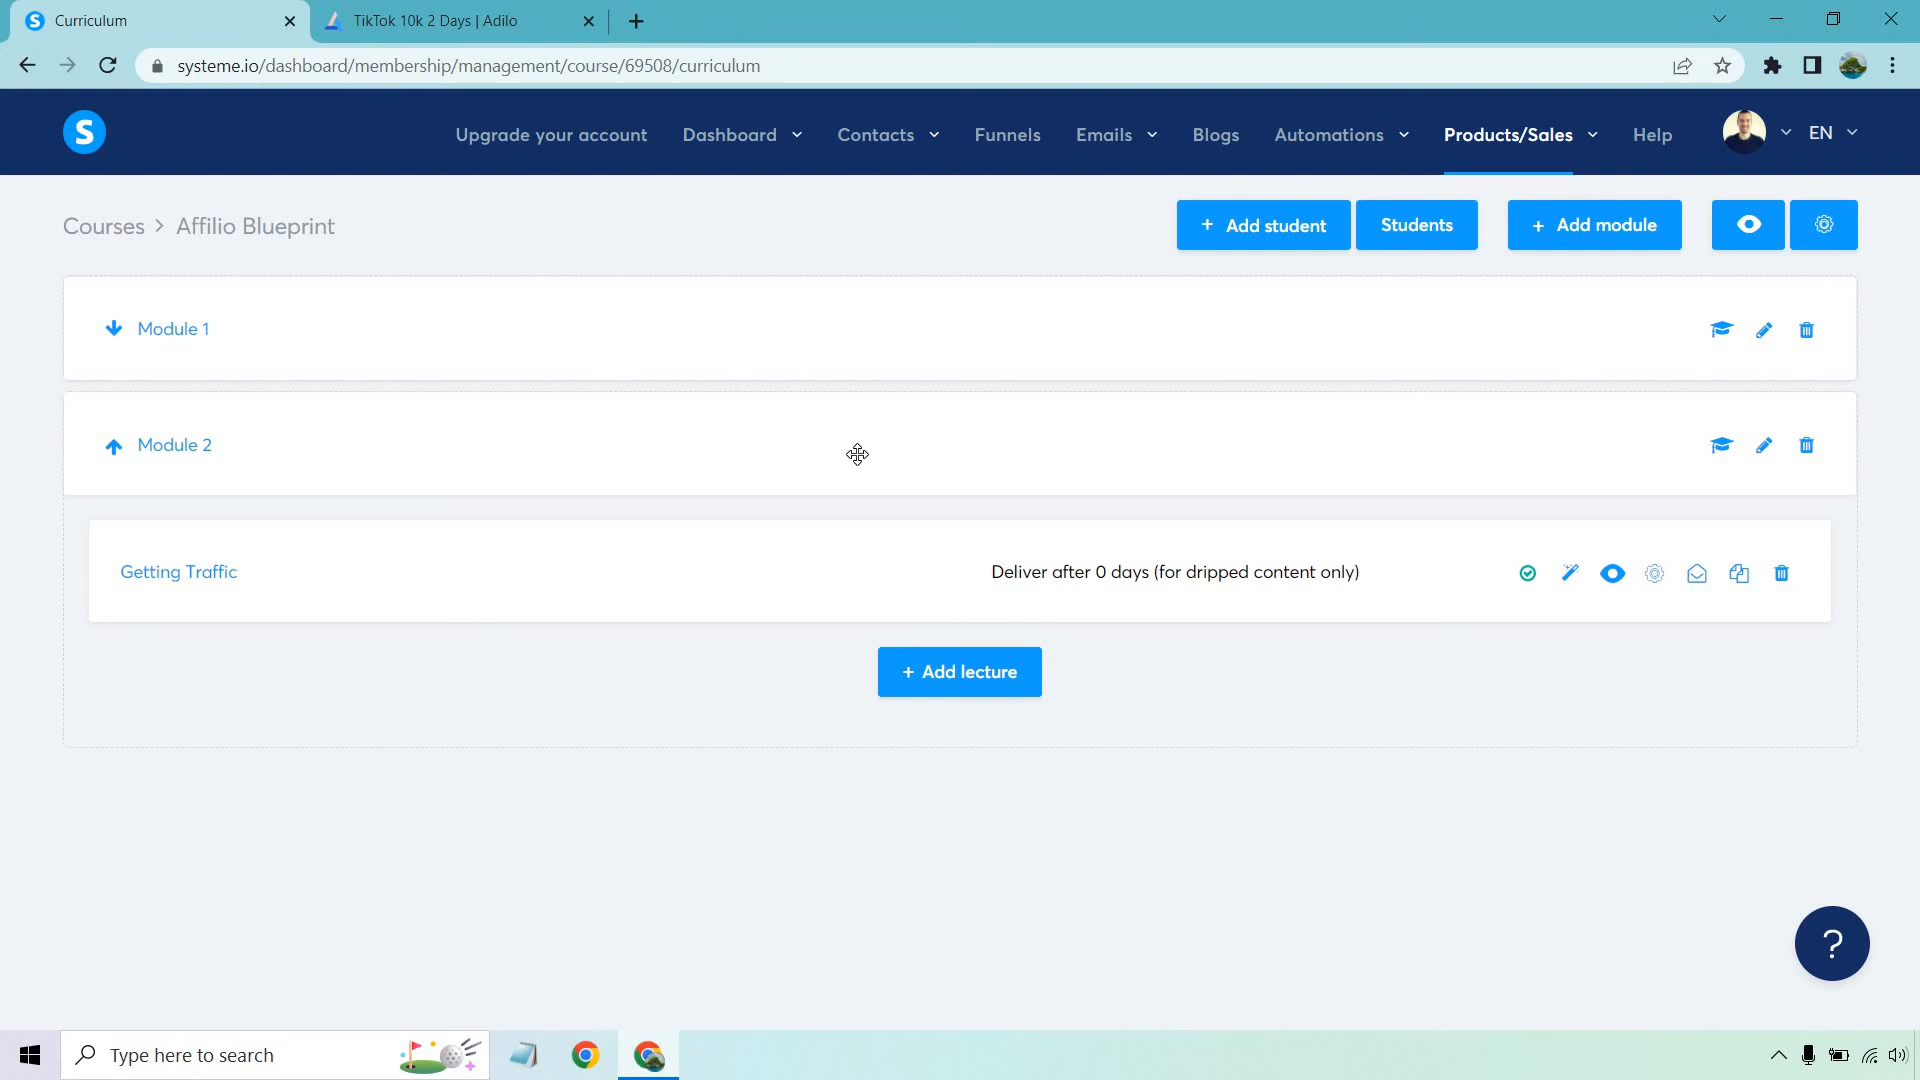 Curriculum
TikTok 10k 2 Days | Adilo
systeme.io/dashboard/membership/management/course/69508/curriculum
S
Upgrade your account
Dashboard
Contacts
Funnels
Emails
Blogs
Automations
Products/Sales
Help
EN
Courses > Affilio Blueprint
+ Add student
Students
+ Add module
Module 1
Module 2
Getting Traffic
Deliver after 0 days (for dripped content only)
+ Add lecture
?
Type here to search